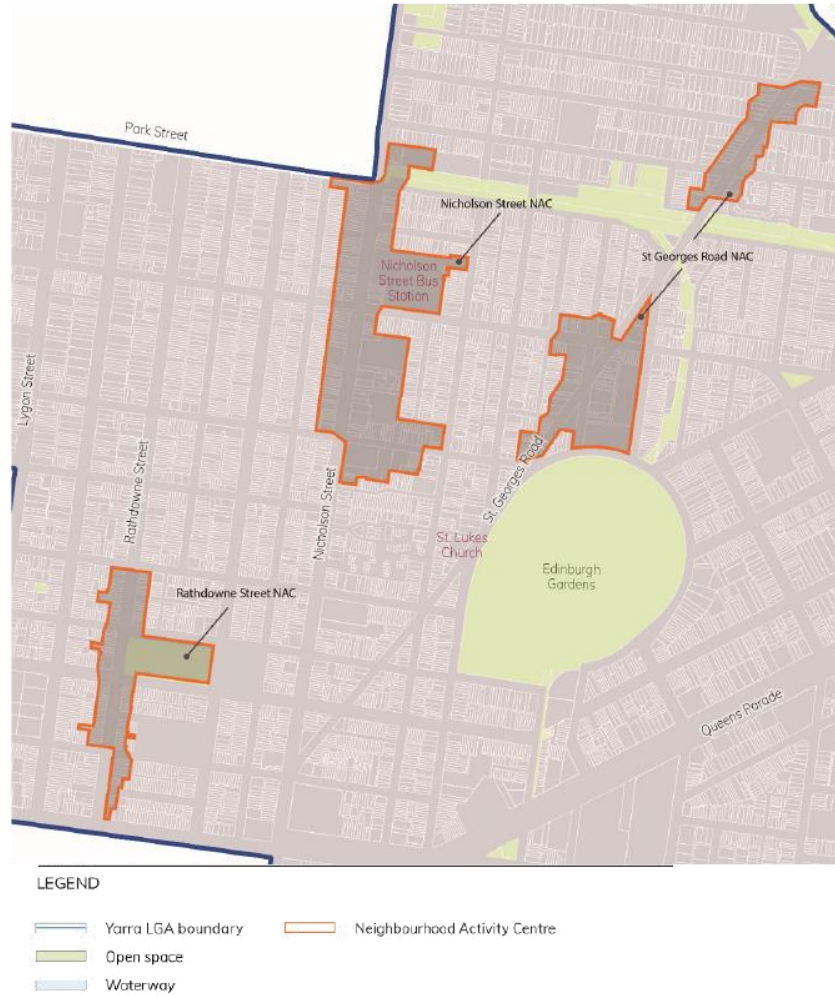 Park Street
Nicholson Street NAC
St Georges Road NAC
Nicholson
Street Bus
Station
Lygon Street
Rathdowne Street
Nicholson Street
St. Georges Road
St. Lukes
Church
Edinburgh
Gardens
Rathdowne Street NAC
Queens Parade
LEGEND
Yarra LGA boundary
Neighbourhood Activity Centre
Open space
Waterway